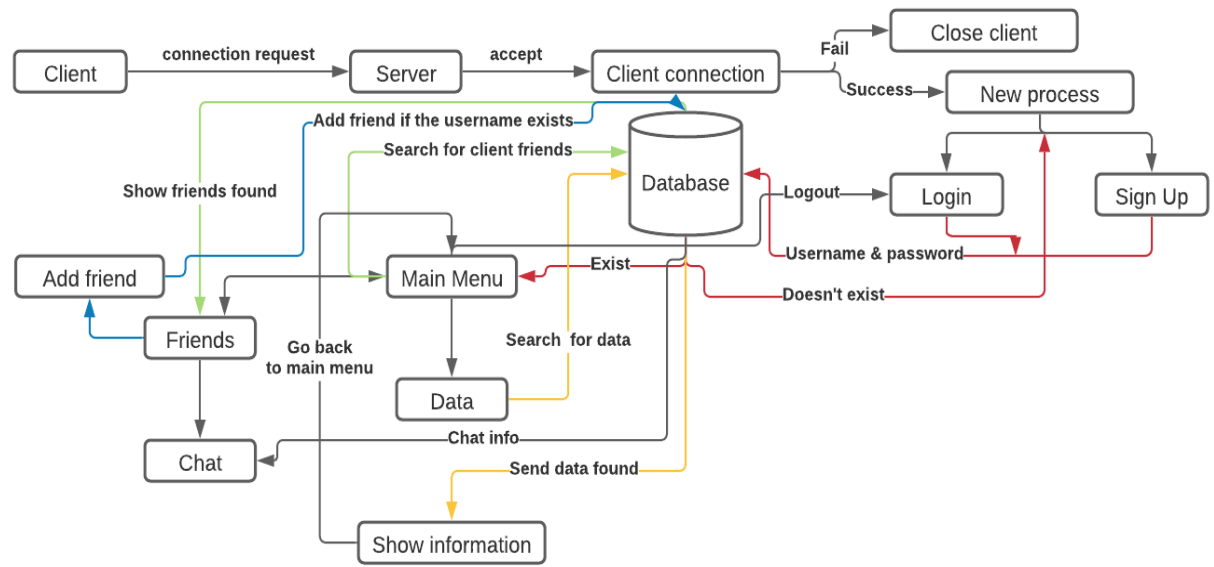 Close client
Fail
connection request
accept
Client
Server
Client connection
Success
New process
Add friend if the username exists
Search for client friends
Database
Show friends found
Logout
Login
Sign Up
Username & password
Exist
Add friend
Main Menu
Doesn't exist
Friends
Search  for data
Go back
to main menu
Data
Chat info
Chat
Send data found
Show information